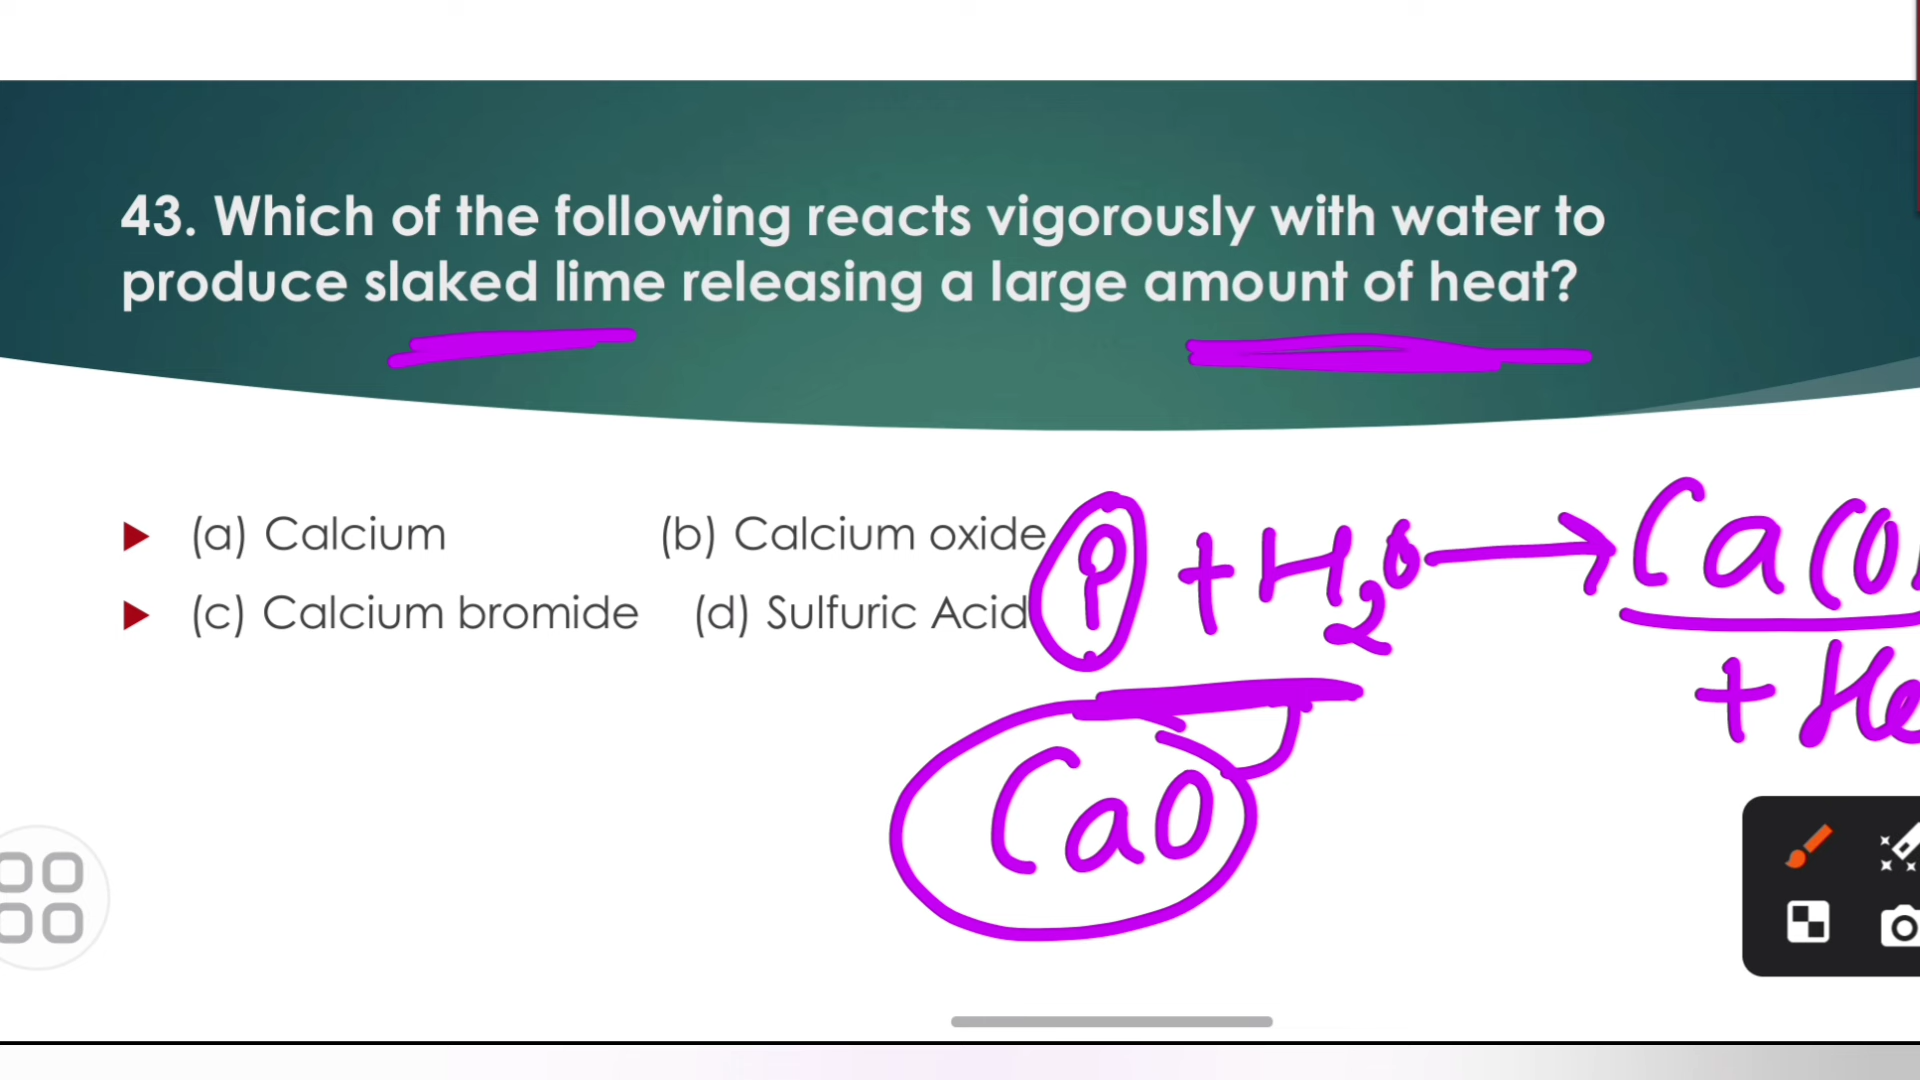 43. Which of the following reacts vigorously with water to
produce slaked lime releasing a large amount of heat?
(a) Calcium (b) Calcium oxide
(c) Calcium bromide (d) Sulfuric Acid
? + H₂O → Ca(O
+ He
CaO